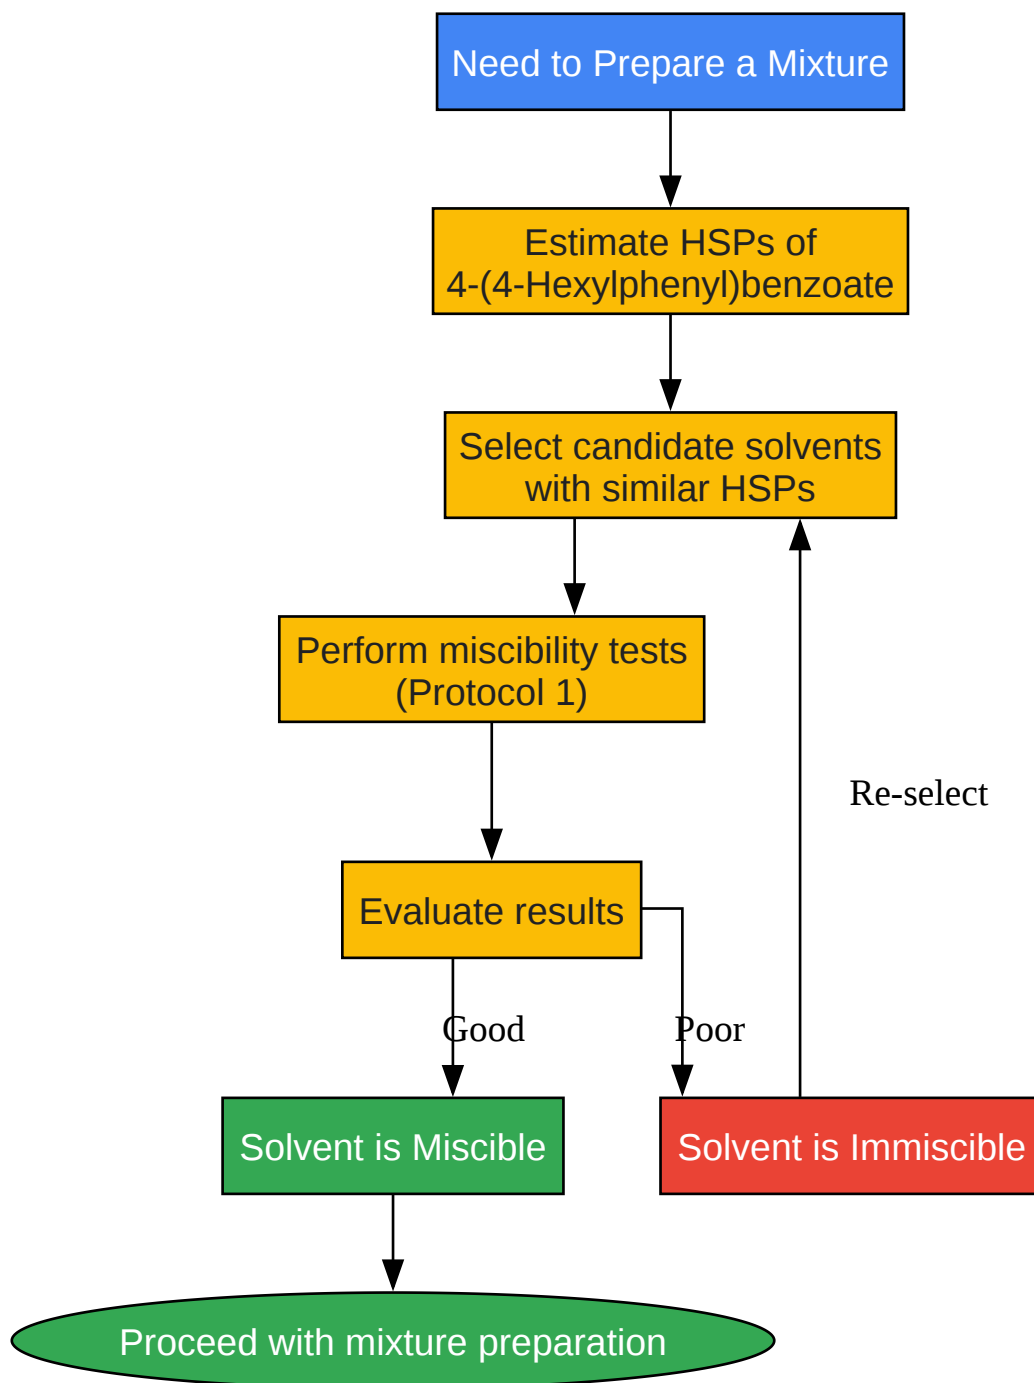 Need to Prepare a Mixture
Estimate HSPs of
4-(4-Hexylphenyl)benzoate
Select candidate solvents
with similar HSPs
Perform miscibility tests
(Protocol 1)
Re-select
Evaluate results
Good
Poor
Solvent is Miscible
Solvent is Immiscible
Proceed with mixture preparation